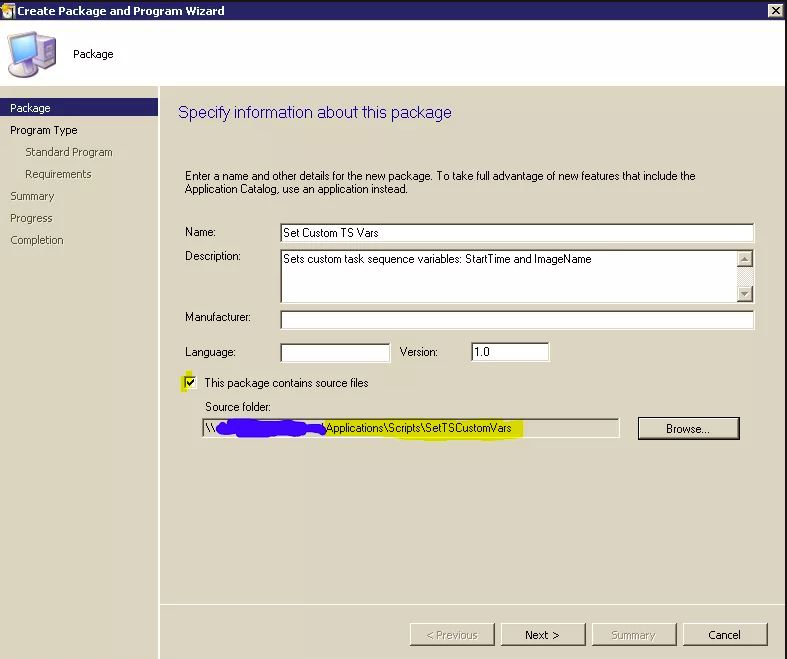 Create Package and Program Wizard
Package
Package
Program Type
Standard Program
Requirements
Summary
Progress
Completion
Specify information about this package
Enter a name and other details for the new package. To take full advantage of new features that include the
Application Catalog, use an application instead.
Name:
Set Custom TS Vars
Description:
Sets custom task sequence variables: StartTime and ImageName
Manufacturer:
Language:
Version:
1.0
This package contains source files
Source folder:
\\ \Applications\Scripts\SetTSCustomVars
Browse...
< Previous
Next >
Summary
Cancel